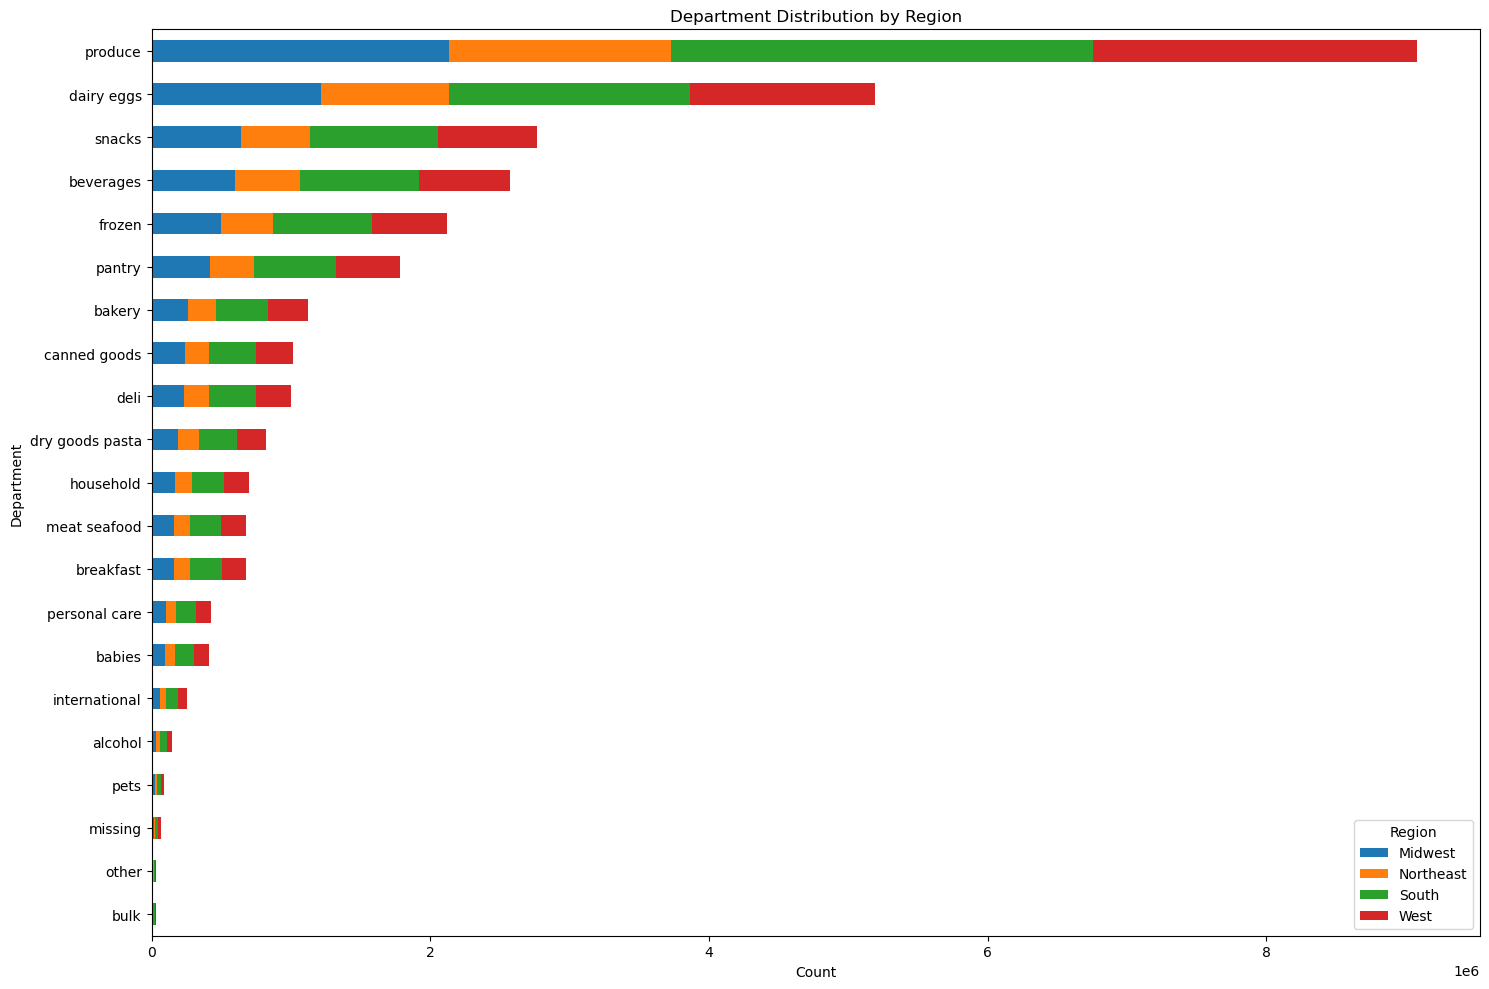 Department Distribution by Region
produce
dairy eggs
snacks
beverages
frozen
pantry
bakery
canned goods
deli
dry goods pasta
household
meat seafood
breakfast
personal care
babies
international
alcohol
pets
missing
other
bulk
Department
0 2 4 6 8
1e6
Count
Region
Midwest
Northeast
South
West